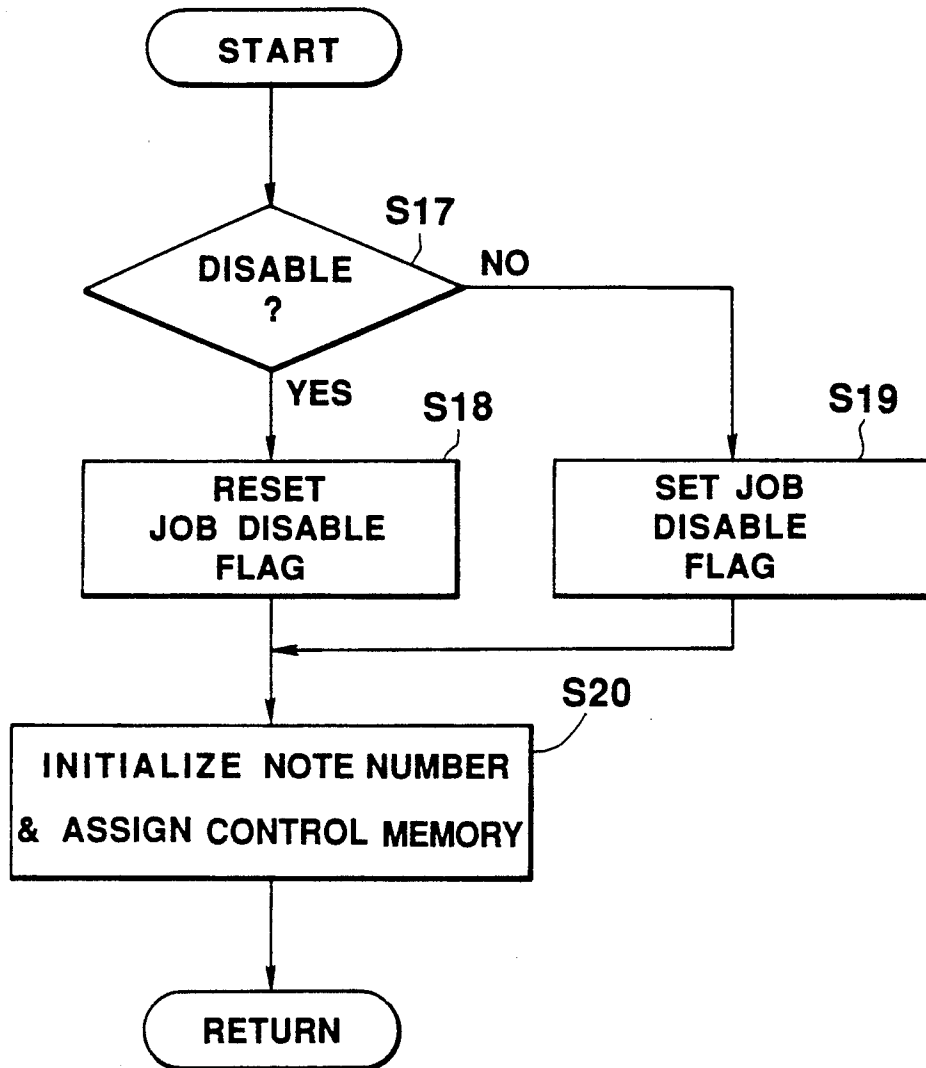 START
S17
DISABLE
?
NO
YES
S18
S19
RESET
JOB DISABLE
FLAG
SET JOB
DISABLE
FLAG
S20
INITIALIZE NOTE NUMBER
& ASSIGN CONTROL MEMORY
RETURN